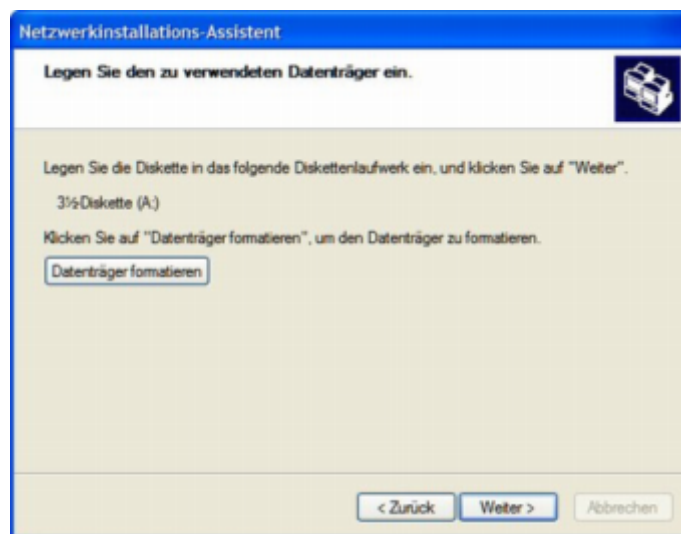 Netzwerkinstallations-Assistent
Legen Sie den zu verwendeten Datenträger ein.
Legen Sie die Diskette in das folgende Diskettenlaufwerk ein, und klicken Sie auf "Weiter".
3½-Diskette (A:)
Klicken Sie auf "Datenträger formatieren", um den Datenträger zu formatieren.
Datenträger formatieren
< Zurück Weiter > Abbrechen